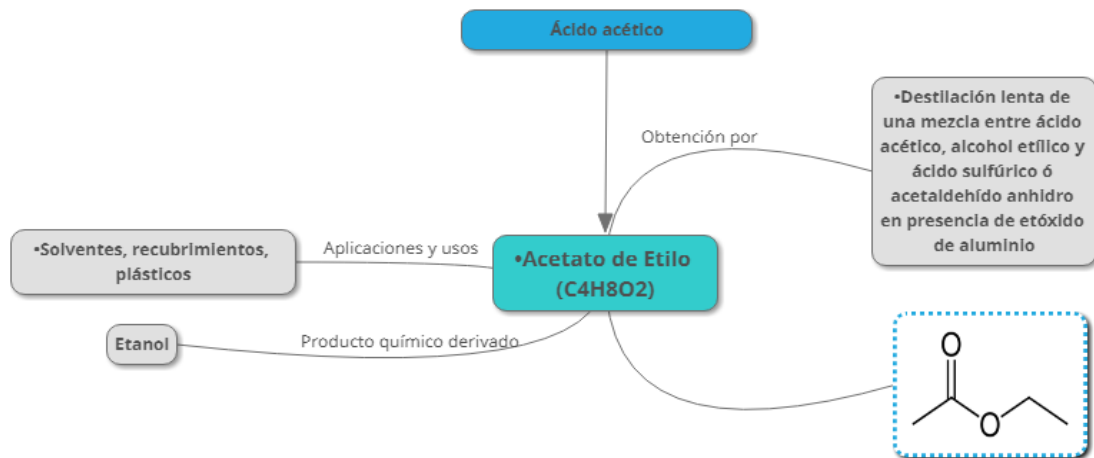 Ácido acético
•Destilación lenta de
una mezcla entre ácido
acético, alcohol etílico y
ácido sulfúrico ó
acetaldehído anhidro
en presencia de etóxido
de aluminio
Obtención por
Aplicaciones y usos
•Solventes, recubrimientos,
plásticos
•Acetato de Etilo
(C4H8O2)
Etanol
Producto químico derivado
O
O